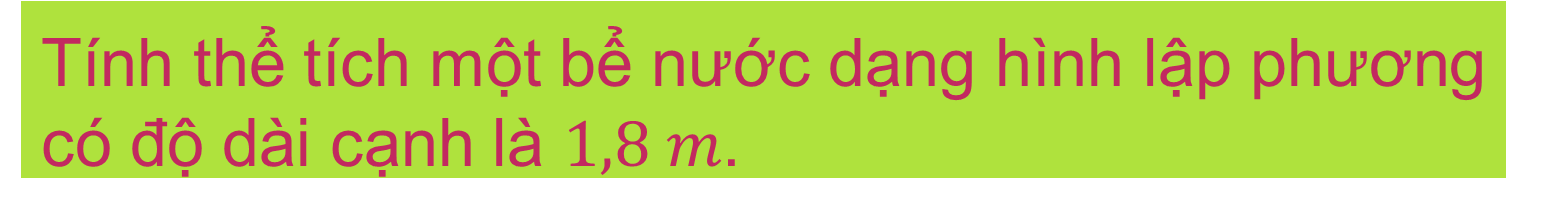 Tính thể tích một bể nước dạng hình lập phương
có độ dài cạnh là 1,8 m.